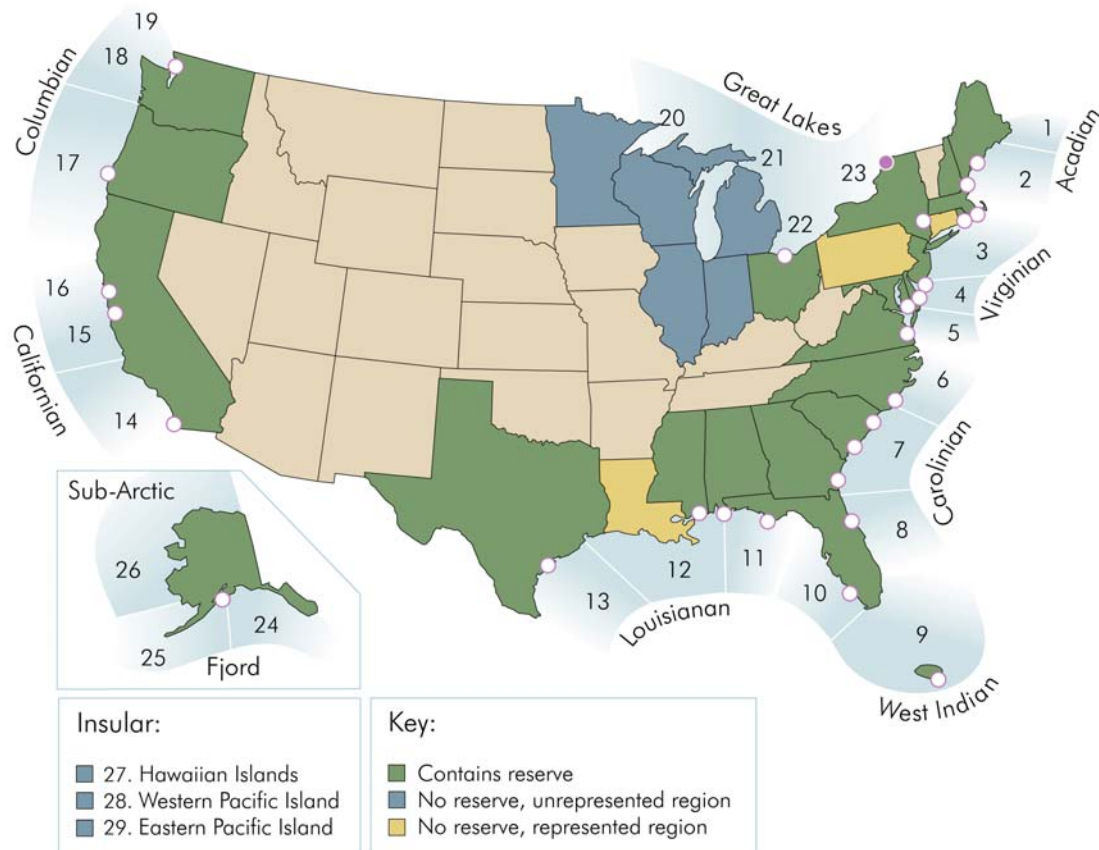 19
18
Columbian
17
16
15
Californian
14
Great Lakes
20
21
22
23
1
Acadian
2
3
Virginian
4
5
6
7
Carolinian
8
9
West Indian
10
11
12
Louisianan
13
Sub-Arctic
26
25
24
Fjord
Insular:
27. Hawaiian Islands
28. Western Pacific Island
29. Eastern Pacific Island
Key:
Contains reserve
No reserve, unrepresented region
No reserve, represented region